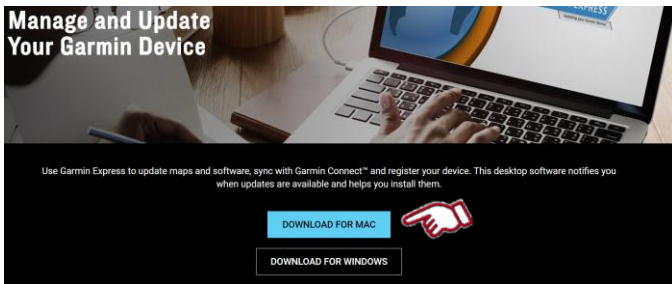 Manage and Update
Your Garmin Device
EXPRESS
Use Garmin Express to update maps and software, sync with Garmin Connect™ and register your device. This desktop software notifies you
when updates are available and helps you install them.
DOWNLOAD FOR MAC
DOWNLOAD FOR WINDOWS